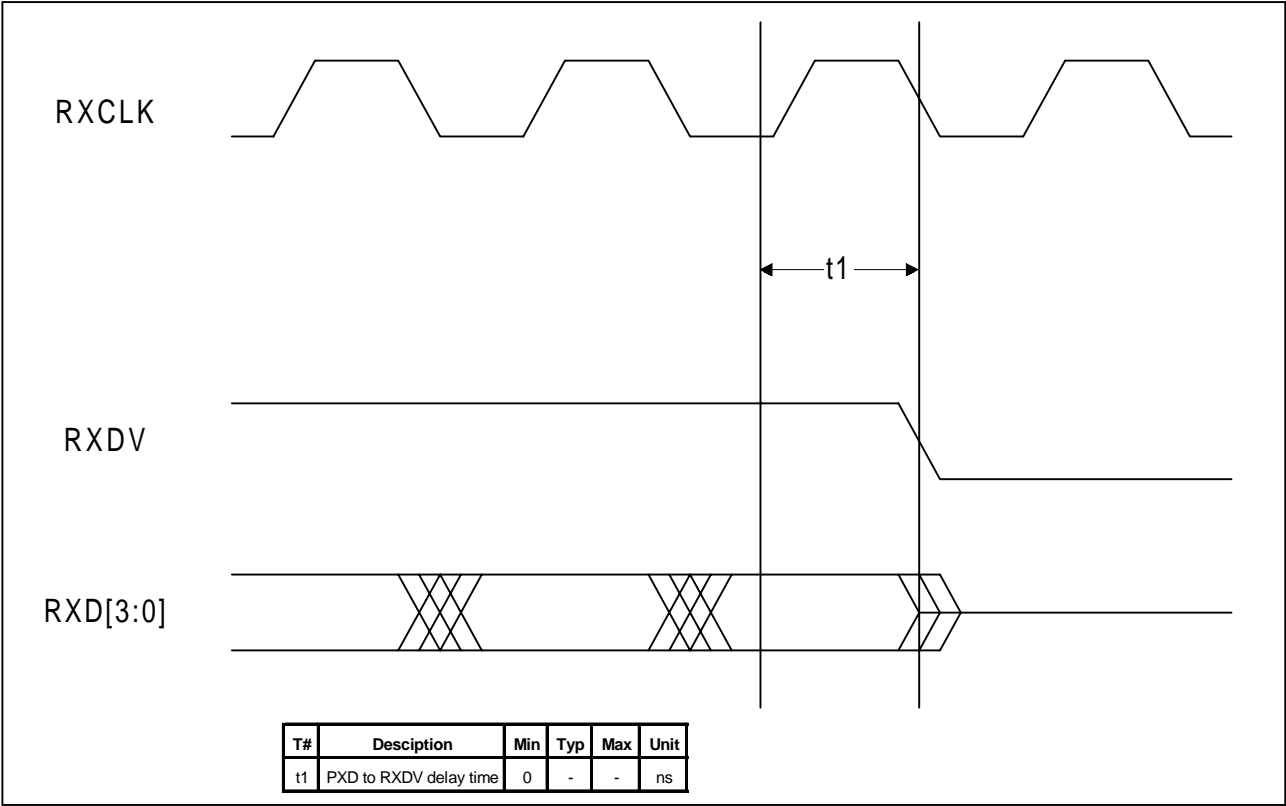 RXCLK
t1
RXDV
RXD[3:0]
T# Desciption Min Typ Max Unit
t1 PXD to RXDV delay time 0 - - ns